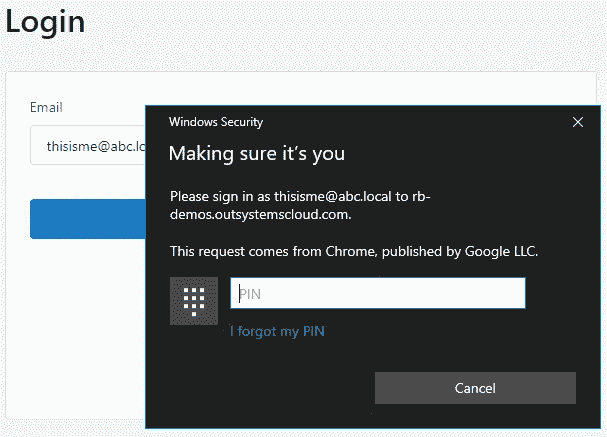 Login
Email
thisisme@abc.lo
Windows Security
Making sure it's you
Please sign in as thisisme@abc.local to rb-
demos.outsystemscloud.com.
This request comes from Chrome, published by Google LLC.
PIN
I forgot my PIN
Cancel